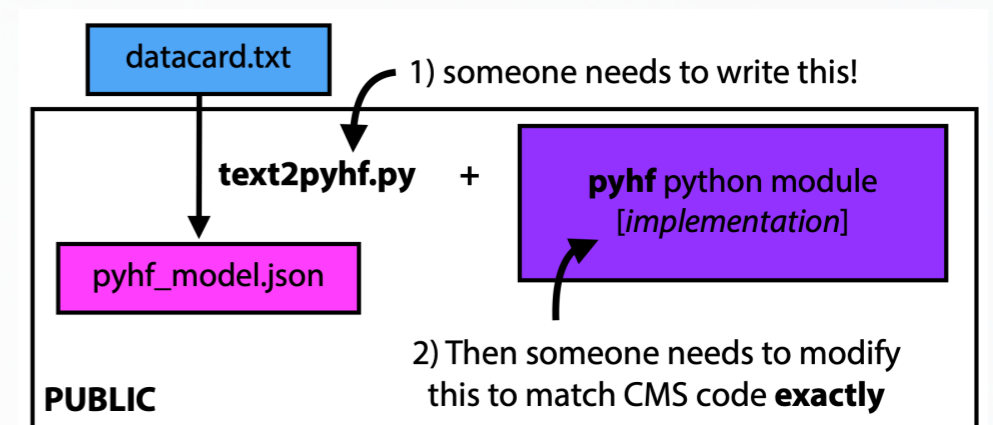 datacard.txt
1) someone needs to write this!
text2pyhf.py +
pyhf python module
[implementation]
pyhf_model.json
2) Then someone needs to modify
this to match CMS code exactly
PUBLIC